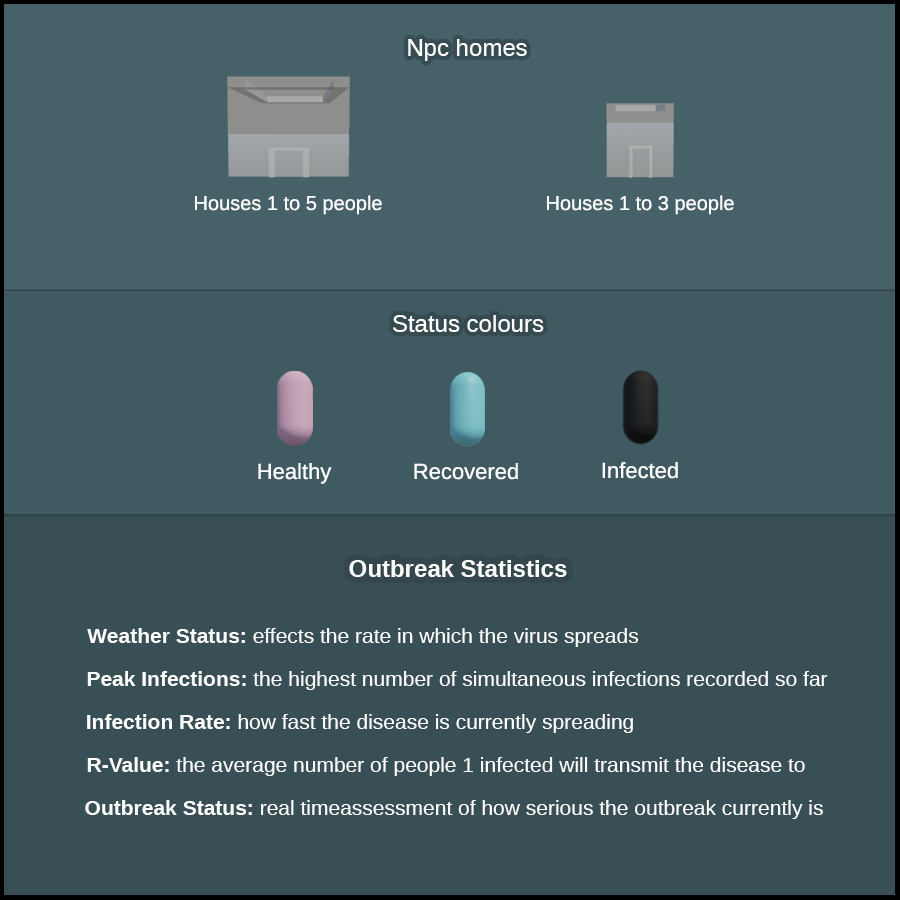 Npc homes
Houses 1 to 5 people
Houses 1 to 3 people
Status colours
Healthy
Recovered
Infected
Outbreak Statistics
Weather Status: effects the rate in which the virus spreads
Peak Infections: the highest number of simultaneous infections recorded so far
Infection Rate: how fast the disease is currently spreading
R-Value: the average number of people 1 infected will transmit the disease to
Outbreak Status: real timeassessment of how serious the outbreak currently is